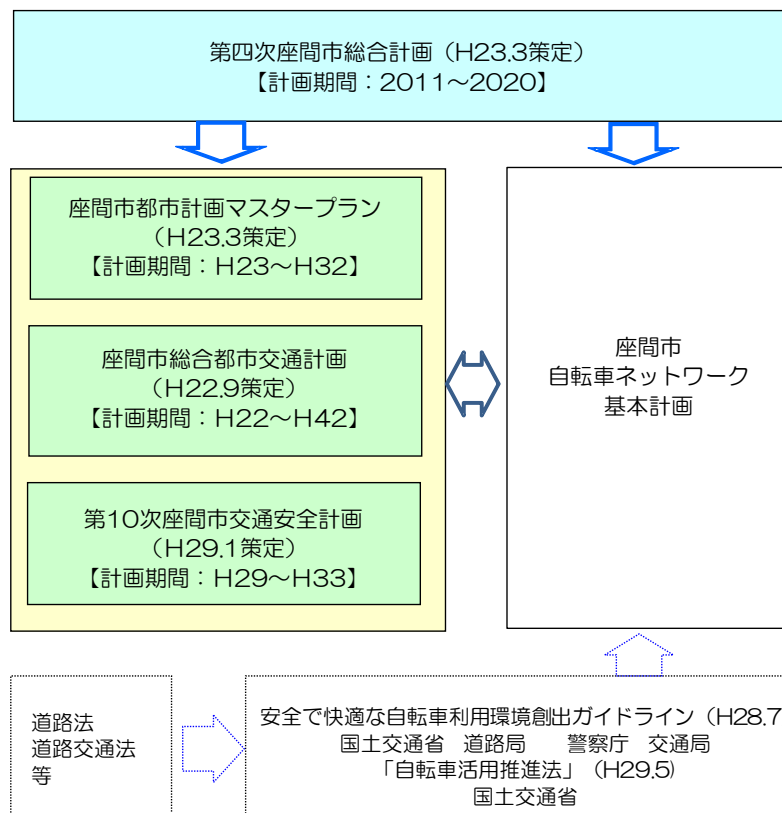 第四次座間市総合計画（H23.3策定）
【計画期間：2011～2020】
座間市都市計画マスタープラン
（H23.3策定）
【計画期間：H23～H32】
座間市総合都市交通計画
（H22.9策定）
【計画期間：H22～H42】
第10次座間市交通安全計画
（H29.1策定）
【計画期間：H29～H33】
座間市
自転車ネットワーク
基本計画
道路法
道路交通法
等
安全で快適な自転車利用環境創出ガイドライン（H28.7
国土交通省　道路局　　警察庁　交通局
「自転車活用推進法」（H29.5)
国土交通省